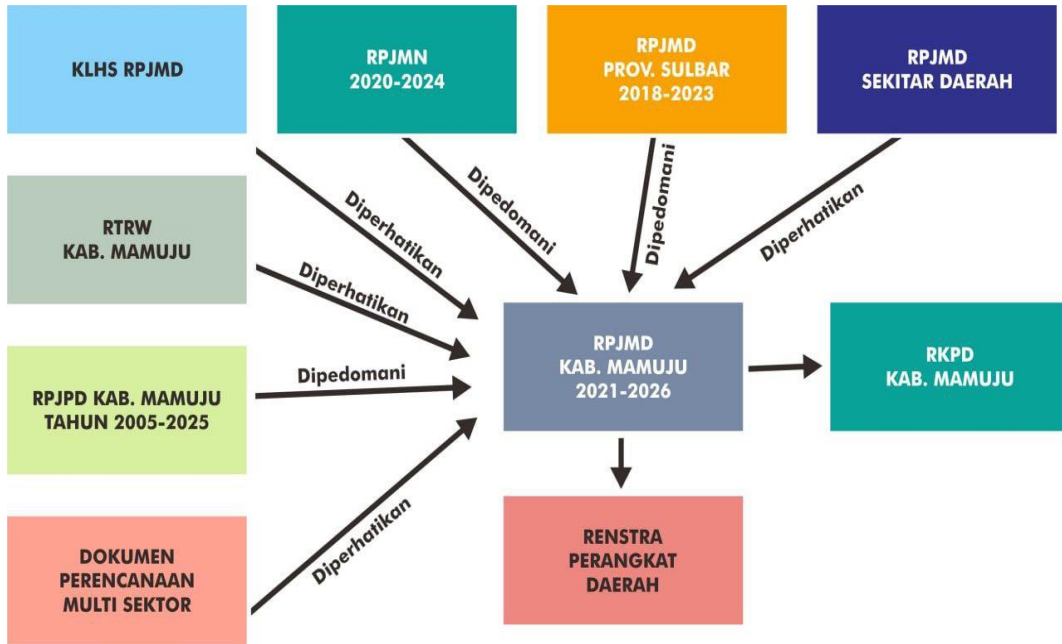 KLHS RPJMD
RPJMN
2020-2024
RPJMD
PROV. SULBAR
2018-2023
RPJMD
SEKITAR DAERAH
Diperhatikan
Dipedomani
Dipedomani
Diperhatikan
RTRW
KAB. MAMUJU
Diperhatikan
RPJPD KAB. MAMUJU
TAHUN 2005-2025
Dipedomani
RPJMD
KAB. MAMUJU
2021-2026
RKPD
KAB. MAMUJU
DOKUMEN
PERENCANAAN
MULTI SEKTOR
Diperhatikan
RENSTRA
PERANGKAT
DAERAH